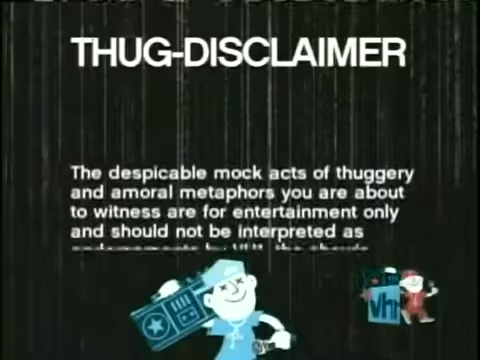 THUG-DISCLAIMER
The despicable mock acts of thuggery
and amoral metaphors you are about
to witness are for entertainment only
and should not be interpreted as
vh1